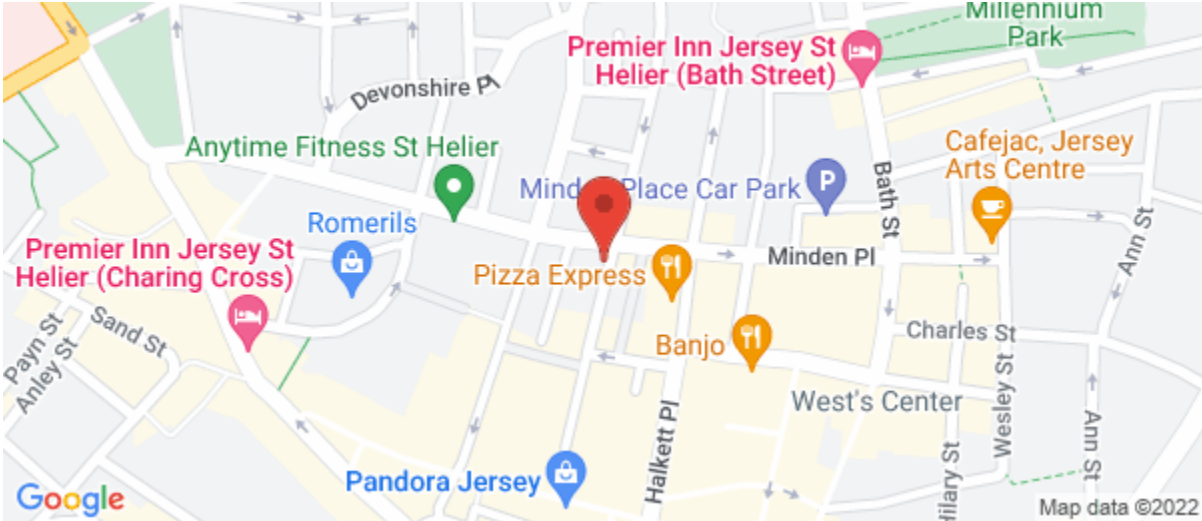 Millennium
Park
Premier Inn Jersey St
Helier (Bath Street)
Devonshire Pl
Anytime Fitness St Helier
Cafejac, Jersey
Arts Centre
Place Car Park
P
Bath St
Ann St
Romerils
Premier Inn Jersey St
Helier (Charing Cross)
Minden Pl
Pizza Express
Sand St
Payn St
Anley St
Banjo
Charles St
West's Center
Wesley St
Halkett Pl
Hilary St
Ann St
Pandora Jersey
Google
Map data ©2022